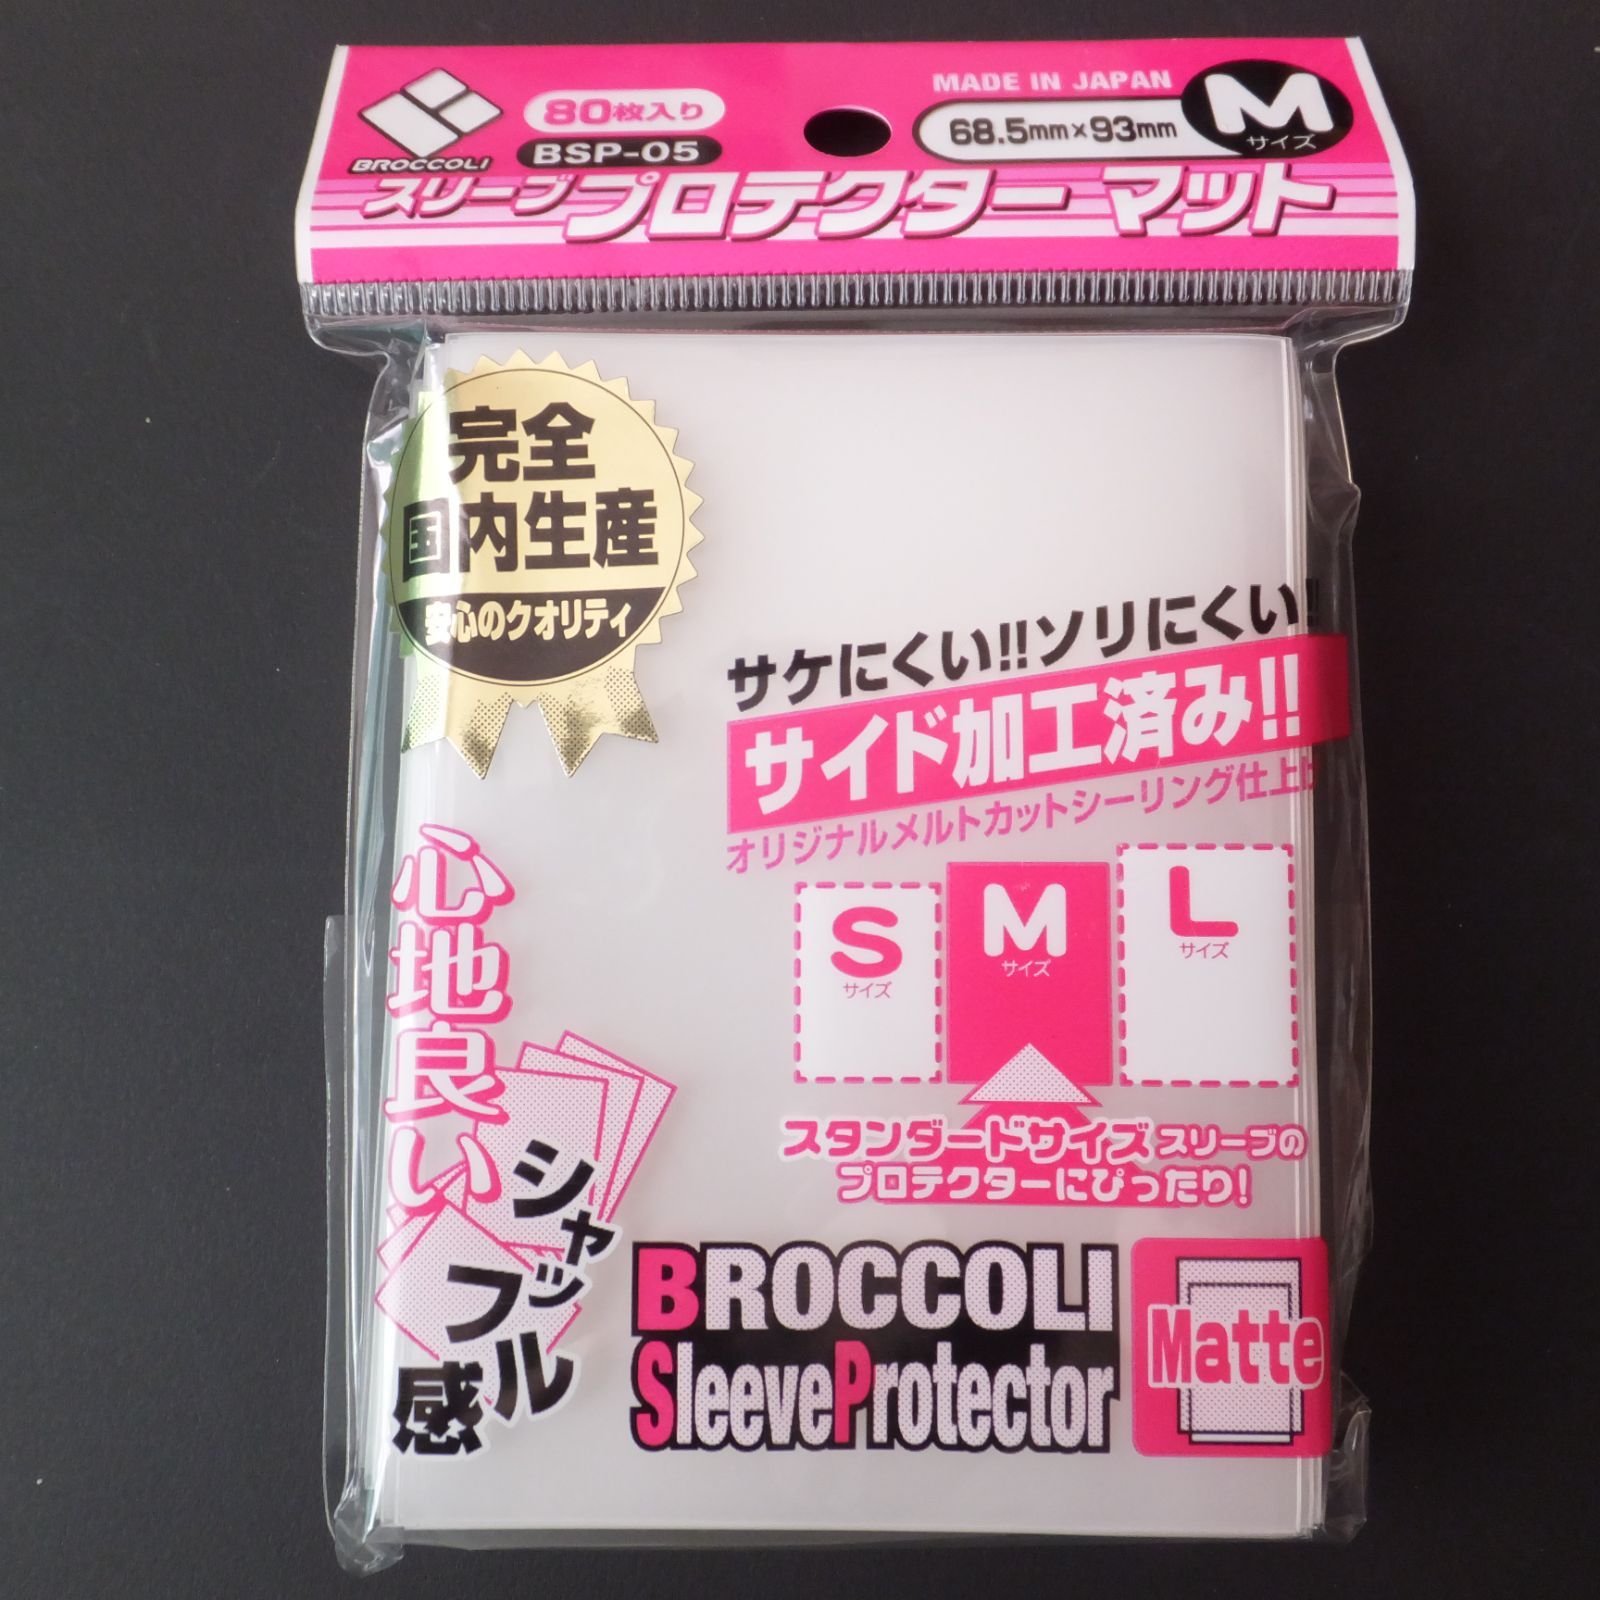 BROCCOLI
80枚入り
BSP-05
MADE IN JAPAN
68.5mm×93mm
M
サイズ
スリーブプロテクター マット
完全
国内生産
安心のクオリティ
サケにくい!!ソリにくい!!
サイド加工済み!!
オリジナルメルトカットシーリング仕上げ
S
サイズ
M
サイズ
L
サイズ
スタンダードサイズスリーブの
プロテクターにぴったり!
心地良い
シャッフル
感
BROCCOLI
SleeveProtector
Matte